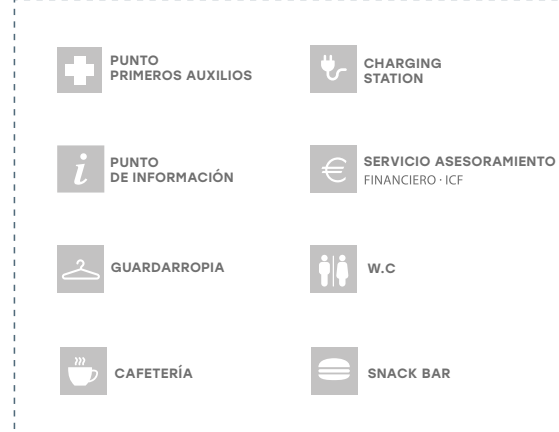 PUNTO
PRIMEROS AUXILIOS
CHARGING
STATION
PUNTO
DE INFORMACIÓN
SERVICIO ASESORAMIENTO
FINANCIERO · ICF
GUARDARROPIA
W.C
CAFETERÍA
SNACK BAR